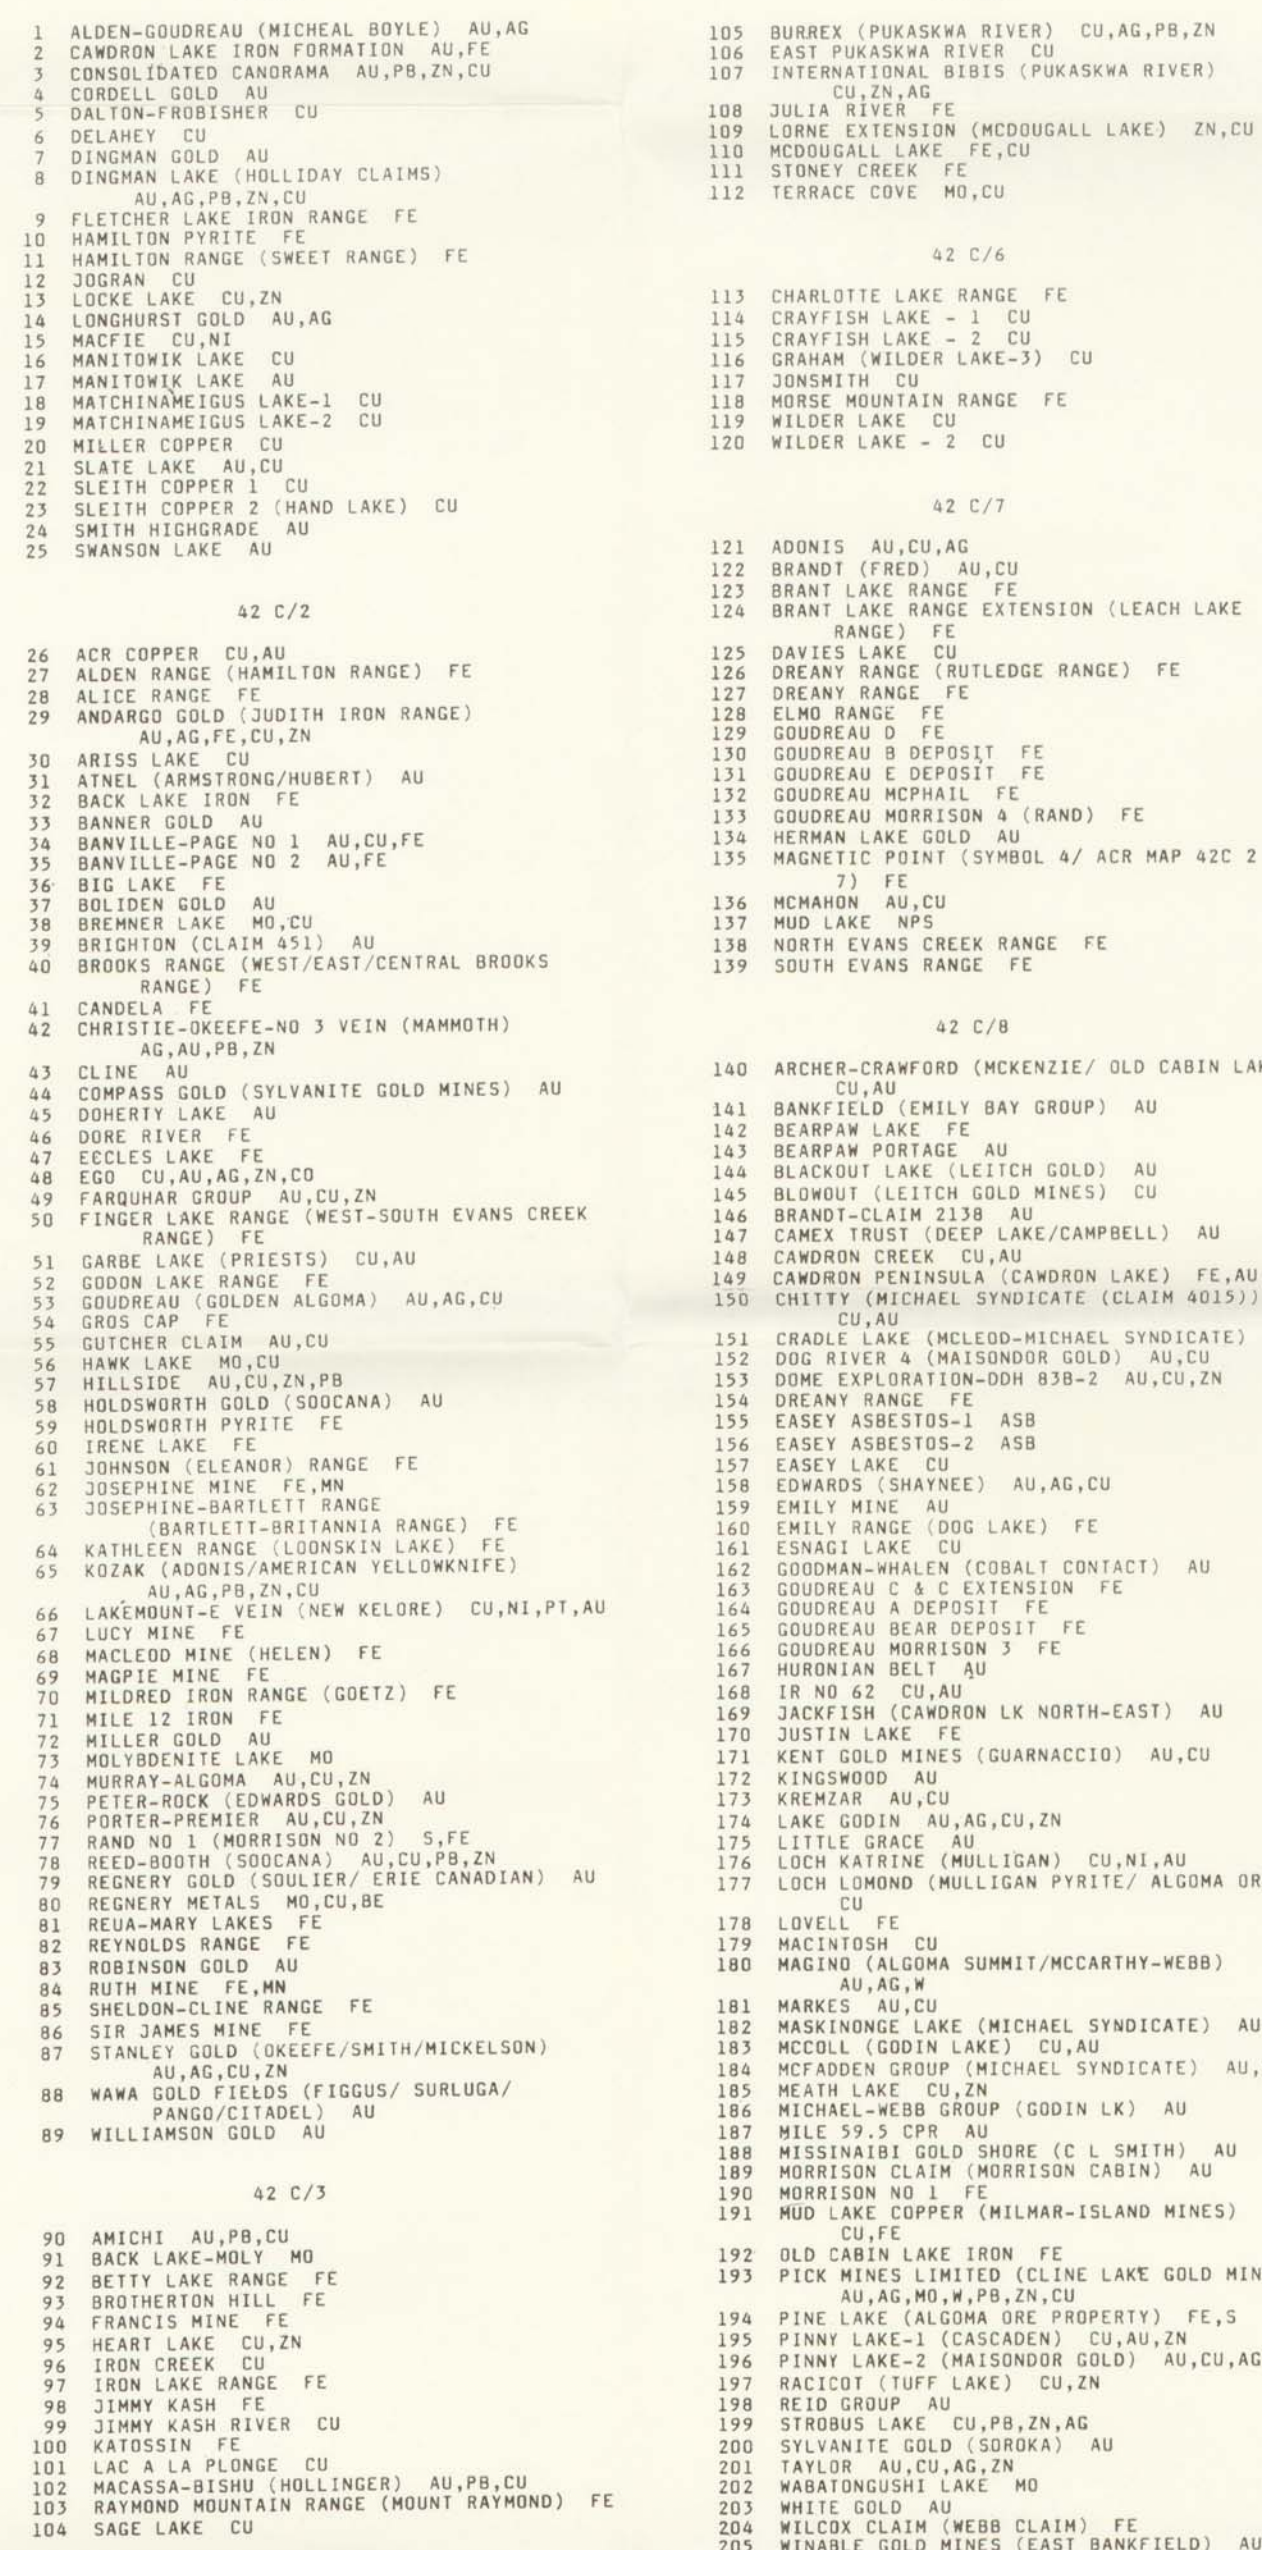 1 ALDEN-GOUDREAU (MICHEAL BOYLE) AU,AG
2 CAWDRON LAKE IRON FORMATION AU,FE
3 CONSOLIDATED CANORAMA AU,PB,ZN,CU
4 CORDELL GOLD AU
5 DALTON-FROBISHER CU
6 DELAHEY CU
7 DINGMAN GOLD AU
8 DINGMAN LAKE (HOLLIDAY CLAIMS)
AU,AG,PB,ZN,CU
9 FLETCHER LAKE IRON RANGE FE
10 HAMILTON PYRITE FE
11 HAMILTON RANGE (SWEET RANGE) FE
12 JOGRAN CU
13 LOCKE LAKE CU,ZN
14 LONGHURST GOLD AU,AG
15 MACFIE CU,NI
16 MANITOWIK LAKE CU
17 MANITOWIK LAKE AU
18 MATCHINAMEIGUS LAKE-1 CU
19 MATCHINAMEIGUS LAKE-2 CU
20 MILLER COPPER CU
21 SLATE LAKE AU,CU
22 SLEITH COPPER 1 CU
23 SLEITH COPPER 2 (HAND LAKE) CU
24 SMITH HIGHGRADE AU
25 SWANSON LAKE AU
42 C/2
26 ACR COPPER CU,AU
27 ALDEN RANGE (HAMILTON RANGE) FE
28 ALICE RANGE FE
29 ANDARGO GOLD (JUDITH IRON RANGE)
AU,AG,FE,CU,ZN
30 ARISS LAKE CU
31 ATNEL (ARMSTRONG/HUBERT) AU
32 BACK LAKE IRON FE
33 BANNER GOLD AU
34 BANVILLE-PAGE NO 1 AU,CU,FE
35 BANVILLE-PAGE NO 2 AU,FE
36 BIG LAKE FE
37 BOLIDEN GOLD AU
38 BREMNER LAKE MO,CU
39 BRIGHTON (CLAIM 451) AU
40 BROOKS RANGE (WEST/EAST/CENTRAL BROOKS
RANGE) FE
41 CANDELA FE
42 CHRISTIE-OKEEFE-NO 3 VEIN (MAMMOTH)
AG,AU,PB,ZN
43 CLINE AU
44 COMPASS GOLD (SYLVANITE GOLD MINES) AU
45 DOHERTY LAKE AU
46 DORE RIVER FE
47 ECCLES LAKE FE
48 EGO CU,AU,AG,ZN,CO
49 FARQUHAR GROUP AU,CU,ZN
50 FINGER LAKE RANGE (WEST-SOUTH EVANS CREEK
RANGE) FE
51 GARBE LAKE (PRIESTS) CU,AU
52 GODON LAKE RANGE FE
53 GOUDREAU (GOLDEN ALGOMA) AU,AG,CU
54 GROS CAP FE
55 GUTCHER CLAIM AU,CU
56 HAWK LAKE MO,CU
57 HILLSIDE AU,CU,ZN,PB
58 HOLDSWORTH GOLD (SOOCANA) AU
59 HOLDSWORTH PYRITE FE
60 IRENE LAKE FE
61 JOHNSON (ELEANOR) RANGE FE
62 JOSEPHINE MINE FE,MN
63 JOSEPHINE-BARTLETT RANGE
(BARTLETT-BRITANNIA RANGE) FE
64 KATHLEEN RANGE (LOONSKIN LAKE) FE
65 KOZAK (ADONIS/AMERICAN YELLOWKNIFE)
AU,AG,PB,ZN,CU
66 LAKEMOUNT-E VEIN (NEW KELORE) CU,NI,PT,AU
67 LUCY MINE FE
68 MACLEOD MINE (HELEN) FE
69 MAGPIE MINE FE
70 MILDRED IRON RANGE (GOETZ) FE
71 MILE 12 IRON FE
72 MILLER GOLD AU
73 MOLYBDENITE LAKE MO
74 MURRAY-ALGOMA AU,CU,ZN
75 PETER-ROCK (EDWARDS GOLD) AU
76 PORTER-PREMIER AU,CU,ZN
77 RAND NO 1 (MORRISON NO 2) S,FE
78 REED-BOOTH (SOOCANA) AU,CU,PB,ZN
79 REGNERY GOLD (SOULIER/ ERIE CANADIAN) AU
80 REGNERY METALS MO,CU,BE
81 REUA-MARY LAKES FE
82 REYNOLDS RANGE FE
83 ROBINSON GOLD AU
84 RUTH MINE FE,MN
85 SHELDON-CLINE RANGE FE
86 SIR JAMES MINE FE
87 STANLEY GOLD (OKEEFE/SMITH/MICKELSON)
AU,AG,CU,ZN
88 WAWA GOLD FIELDS (FIGGUS/ SURLUGA/
PANGO/CITADEL) AU
89 WILLIAMSON GOLD AU
42 C/3
90 AMICHI AU,PB,CU
91 BACK LAKE-MOLY MO
92 BETTY LAKE RANGE FE
93 BROTHERTON HILL FE
94 FRANCIS MINE FE
95 HEART LAKE CU,ZN
96 IRON CREEK CU
97 IRON LAKE RANGE FE
98 JIMMY KASH FE
99 JIMMY KASH RIVER CU
100 KATOSSIN FE
101 LAC A LA PLONGE CU
102 MACASSA-BISHU (HOLLINGER) AU,PB,CU
103 RAYMOND MOUNTAIN RANGE (MOUNT RAYMOND) FE
104 SAGE LAKE CU
105 BURREX (PUKASKWA RIVER) CU,AG,PB,ZN
106 EAST PUKASKWA RIVER CU
107 INTERNATIONAL BIBIS (PUKASKWA RIVER)
CU,ZN,AG
108 JULIA RIVER FE
109 LORNE EXTENSION (MCDOUGALL LAKE) ZN,CU
110 MCDOUGALL LAKE FE,CU
111 STONEY CREEK FE
112 TERRACE COVE MO,CU
42 C/6
113 CHARLOTTE LAKE RANGE FE
114 CRAYFISH LAKE - 1 CU
115 CRAYFISH LAKE - 2 CU
116 GRAHAM (WILDER LAKE-3) CU
117 JONSMITH CU
118 MORSE MOUNTAIN RANGE FE
119 WILDER LAKE CU
120 WILDER LAKE - 2 CU
42 C/7
121 ADONIS AU,CU,AG
122 BRANDT (FRED) AU,CU
123 BRANT LAKE RANGE FE
124 BRANT LAKE RANGE EXTENSION (LEACH LAKE
RANGE) FE
125 DAVIES LAKE CU
126 DREANY RANGE (RUTLEDGE RANGE) FE
127 DREANY RANGE FE
128 ELMO RANGE FE
129 GOUDREAU D FE
130 GOUDREAU B DEPOSIT FE
131 GOUDREAU E DEPOSIT FE
132 GOUDREAU MCPHAIL FE
133 GOUDREAU MORRISON 4 (RAND) FE
134 HERMAN LAKE GOLD AU
135 MAGNETIC POINT (SYMBOL 4/ ACR MAP 42C 2
7) FE
136 MCMAHON AU,CU
137 MUD LAKE NPS
138 NORTH EVANS CREEK RANGE FE
139 SOUTH EVANS RANGE FE
42 C/8
140 ARCHER-CRAWFORD (MCKENZIE/ OLD CABIN
CU,AU
141 BANKFIELD (EMILY BAY GROUP) AU
142 BEARPAW LAKE FE
143 BEARPAW PORTAGE AU
144 BLACKOUT LAKE (LEITCH GOLD) AU
145 BLOWOUT (LEITCH GOLD MINES) CU
146 BRANDT-CLAIM 2138 AU
147 CAMEX TRUST (DEEP LAKE/CAMPBELL) AU
148 CAWDRON CREEK CU,AU
149 CAWDRON PENINSULA (CAWDRON LAKE) FE,AU
150 CHITTY (MICHAEL SYNDICATE (CLAIM 4015))
CU,AU
151 CRADLE LAKE (MCLEOD-MICHAEL SYNDICATE)
152 DOG RIVER 4 (MAISONDOR GOLD) AU,CU
153 DOME EXPLORATION-DDH 83B-2 AU,CU,ZN
154 DREANY RANGE FE
155 EASEY ASBESTOS-1 ASB
156 EASEY ASBESTOS-2 ASB
157 EASEY LAKE CU
158 EDWARDS (SHAYNEE) AU,AG,CU
159 EMILY MINE AU
160 EMILY RANGE (DOG LAKE) FE
161 ESNAGI LAKE CU
162 GOODMAN-WHALEN (COBALT CONTACT) AU
163 GOUDREAU C & C EXTENSION FE
164 GOUDREAU A DEPOSIT FE
165 GOUDREAU BEAR DEPOSIT FE
166 GOUDREAU MORRISON 3 FE
167 HURONIAN BELT AU
168 IR NO 62 CU,AU
169 JACKFISH (CAWDRON LK NORTH-EAST) AU
170 JUSTIN LAKE FE
171 KENT GOLD MINES (GUARNACCIO) AU,CU
172 KINGSWOOD AU
173 KREMZAR AU,CU
174 LAKE GODIN AU,AG,CU,ZN
175 LITTLE GRACE AU
176 LOCH KATRINE (MULLIGAN) CU,NI,AU
177 LOCH LOMOND (MULLIGAN PYRITE/ ALGOMA OR
CU
178 LOVELL FE
179 MACINTOSH CU
180 MAGINO (ALGOMA SUMMIT/MCCARTHY-WEBB)
AU,AG,W
181 MARKES AU,CU
182 MASKINONGE LAKE (MICHAEL SYNDICATE) AU
183 MCCOLL (GODIN LAKE) CU,AU
184 MCFADDEN GROUP (MICHAEL SYNDICATE) AU,
185 MEATH LAKE CU,ZN
186 MICHAEL-WEBB GROUP (GODIN LK) AU
187 MILE 59.5 CPR AU
188 MISSINAIBI GOLD SHORE (C L SMITH) AU
189 MORRISON CLAIM (MORRISON CABIN) AU
190 MORRISON NO 1 FE
191 MUD LAKE COPPER (MILMAR-ISLAND MINES)
CU,FE
192 OLD CABIN LAKE IRON FE
193 PICK MINES LIMITED (CLINE LAKE GOLD MIN
AU,AG,MO,W,PB,ZN,CU
194 PINE LAKE (ALGOMA ORE PROPERTY) FE,S
195 PINNY LAKE-1 (CASCADEN) CU,AU,ZN
196 PINNY LAKE-2 (MAISONDOR GOLD) AU,CU,AG
197 RACICOT (TUFF LAKE) CU,ZN
198 REID GROUP AU
199 STROBUS LAKE CU,PB,ZN,AG
200 SYLVANITE GOLD (SOROKA) AU
201 TAYLOR AU,CU,AG,ZN
202 WABATONGUSHI LAKE MO
203 WHITE GOLD AU
204 WILCOX CLAIM (WEBB CLAIM) FE
205 WINABLE GOLD MINES (EAST BANKFIELD) AU